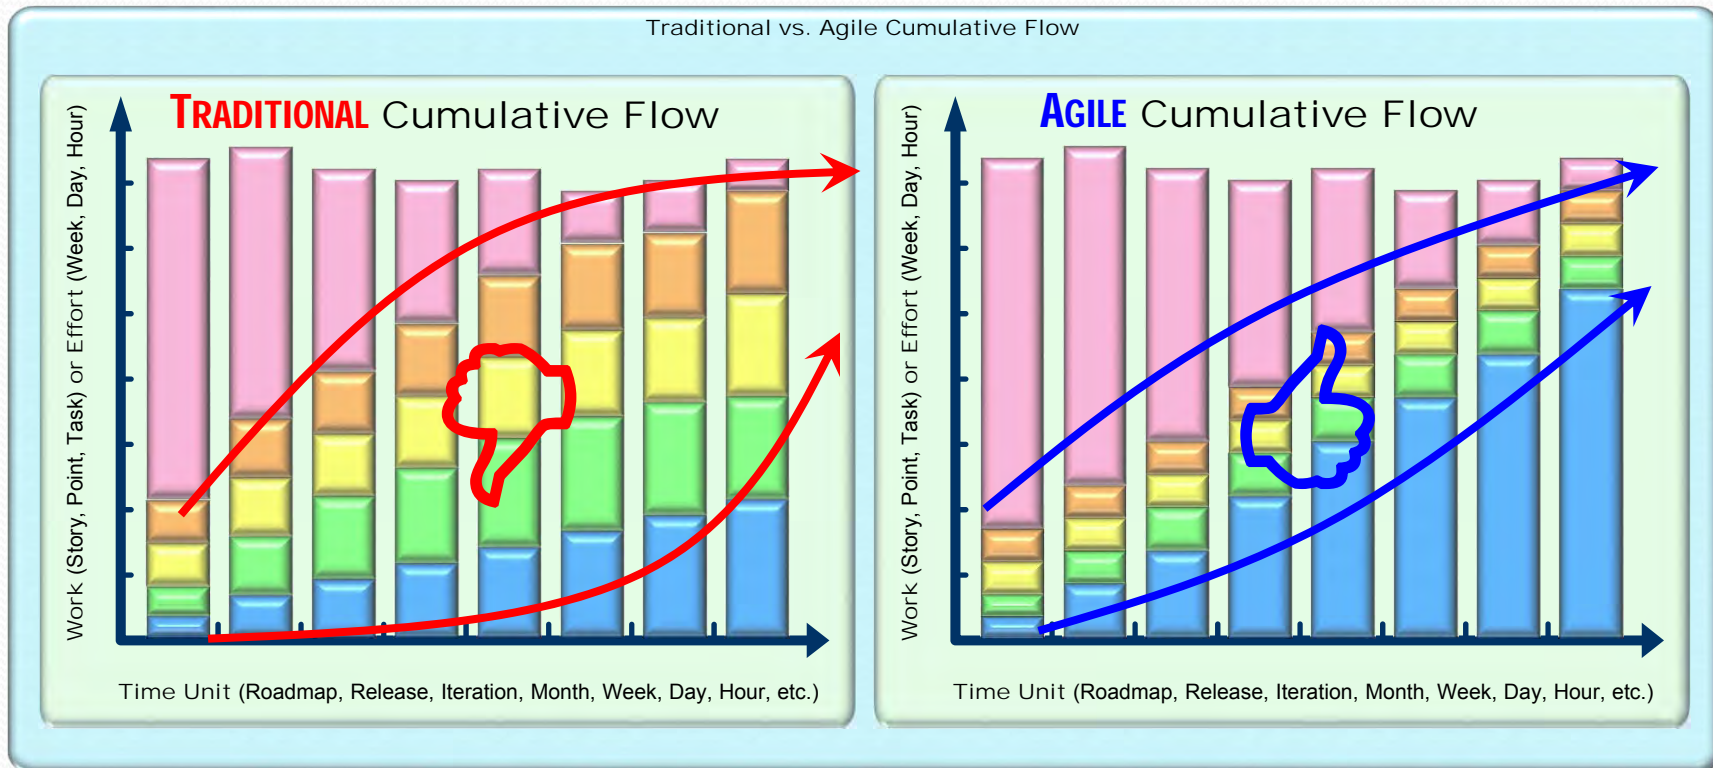 Traditional vs. Agile Cumulative Flow
TRADITIONAL Cumulative Flow
Work (Story, Point, Task) or Effort (Week, Day, Hour)
Time Unit (Roadmap, Release, Iteration, Month, Week, Day, Hour, etc.)
AGILE Cumulative Flow
Work (Story, Point, Task) or Effort (Week, Day, Hour)
Time Unit (Roadmap, Release, Iteration, Month, Week, Day, Hour, etc.)